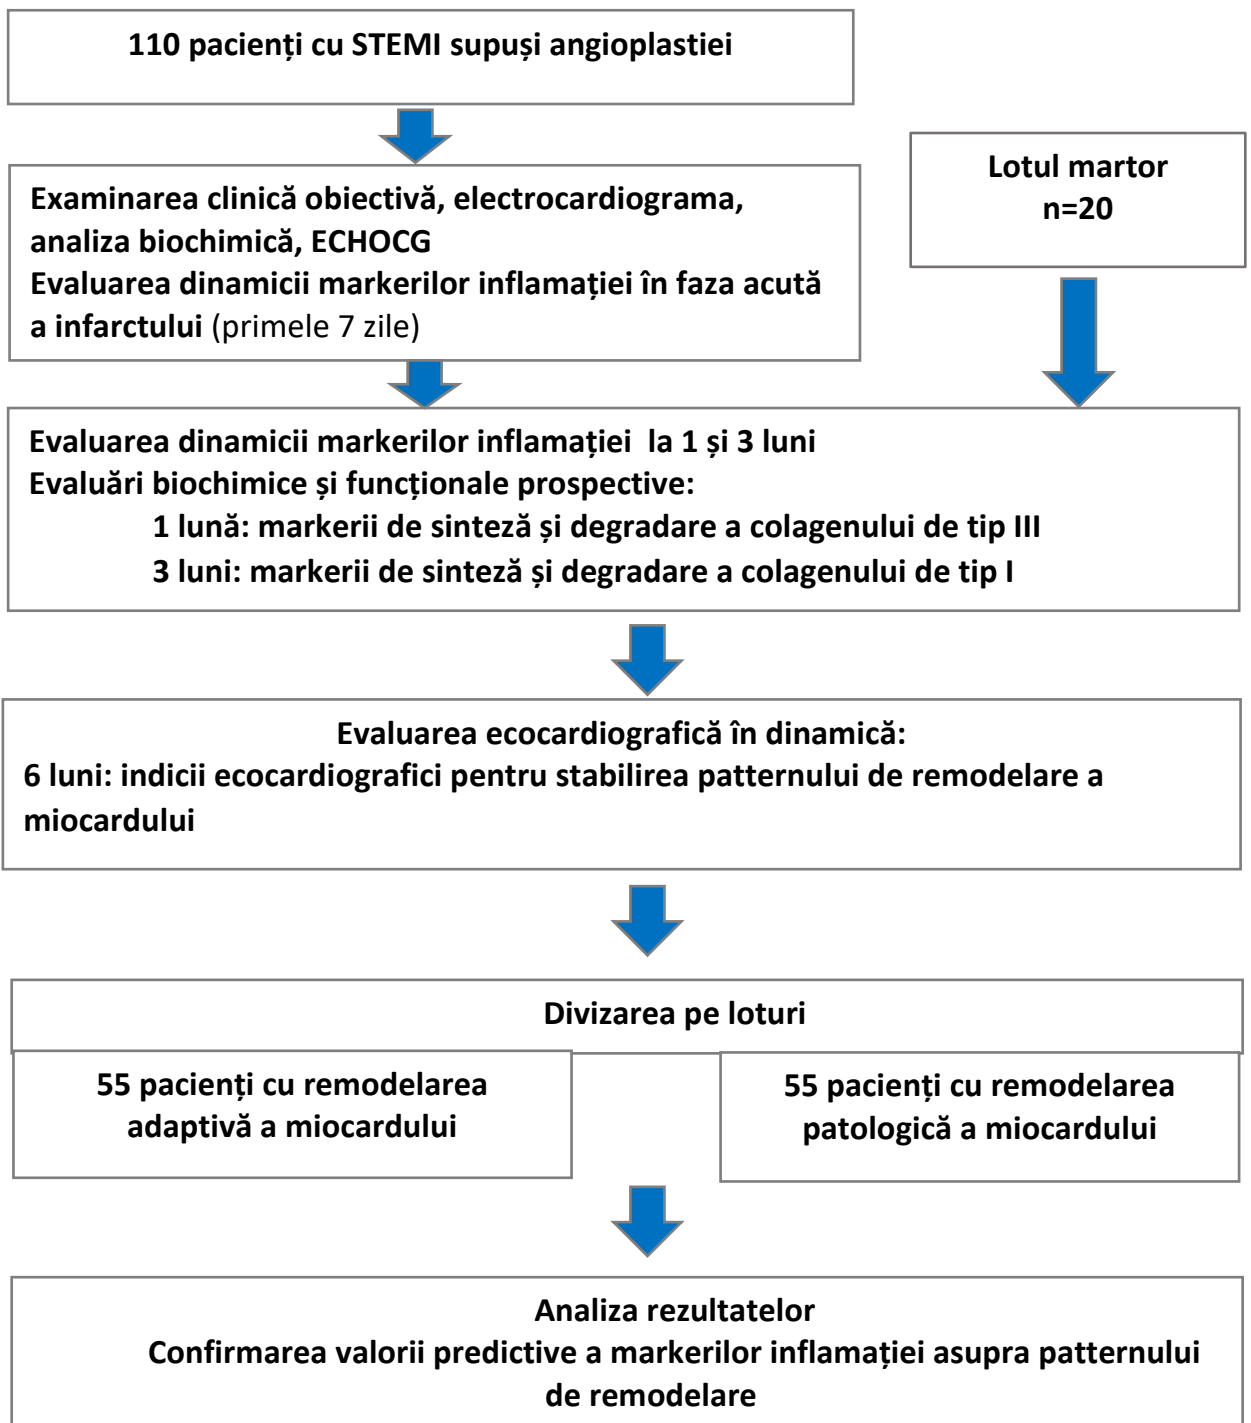 110 pacienți cu STEMI supuși angioplastiei
Lotul martor
n=20
Examinarea clinică obiectivă, electrocardiograma,
analiza biochimică, ECHOCG
Evaluarea dinamicii markerilor inflamației în faza acută
a infarctului (primele 7 zile)
Evaluarea dinamicii markerilor inflamației la 1 și 3 luni
Evaluări biochimice și funcționale prospective:
1 lună: markerii de sinteză și degradare a colagenului de tip III
3 luni: markerii de sinteză și degradare a colagenului de tip I
Evaluarea ecocardiografică în dinamică:
6 luni: indicii ecocardiografici pentru stabilirea patternului de remodelare a
miocardului
Divizarea pe loturi
55 pacienți cu remodelarea
adaptivă a miocardului
55 pacienți cu remodelarea
patologică a miocardului
Analiza rezultatelor
Confirmarea valorii predictive a markerilor inflamației asupra patternului
de remodelare